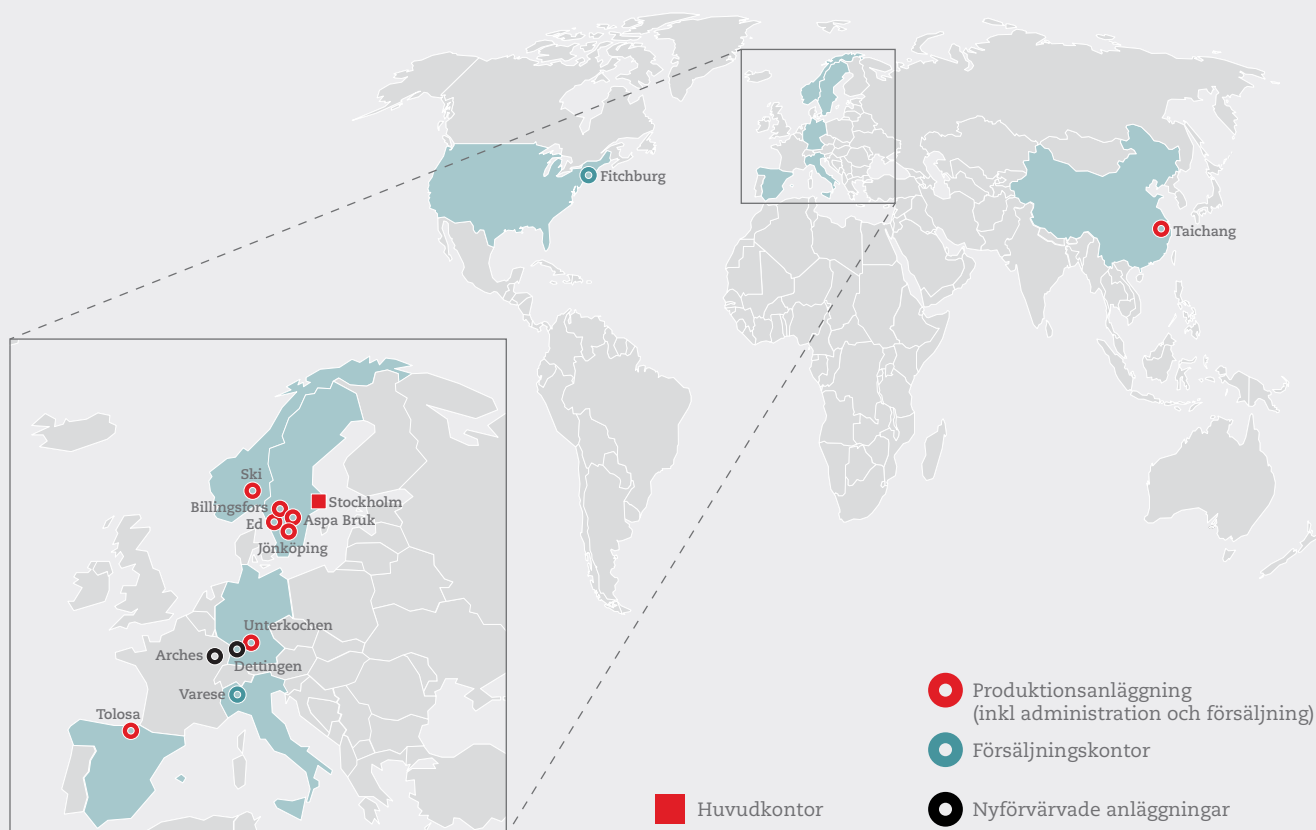 Fitchburg
Taichang
Ski
Billingsfors
Stockholm
Ed
Aspa Bruk
Jönköping
Unterkochen
Arches
Dettingen
Varese
Tolosa
Produktionsanläggning
(inkl administration och försäljning)
Försäljningskontor
Huvudkontor
Nyförvärvade anläggningar